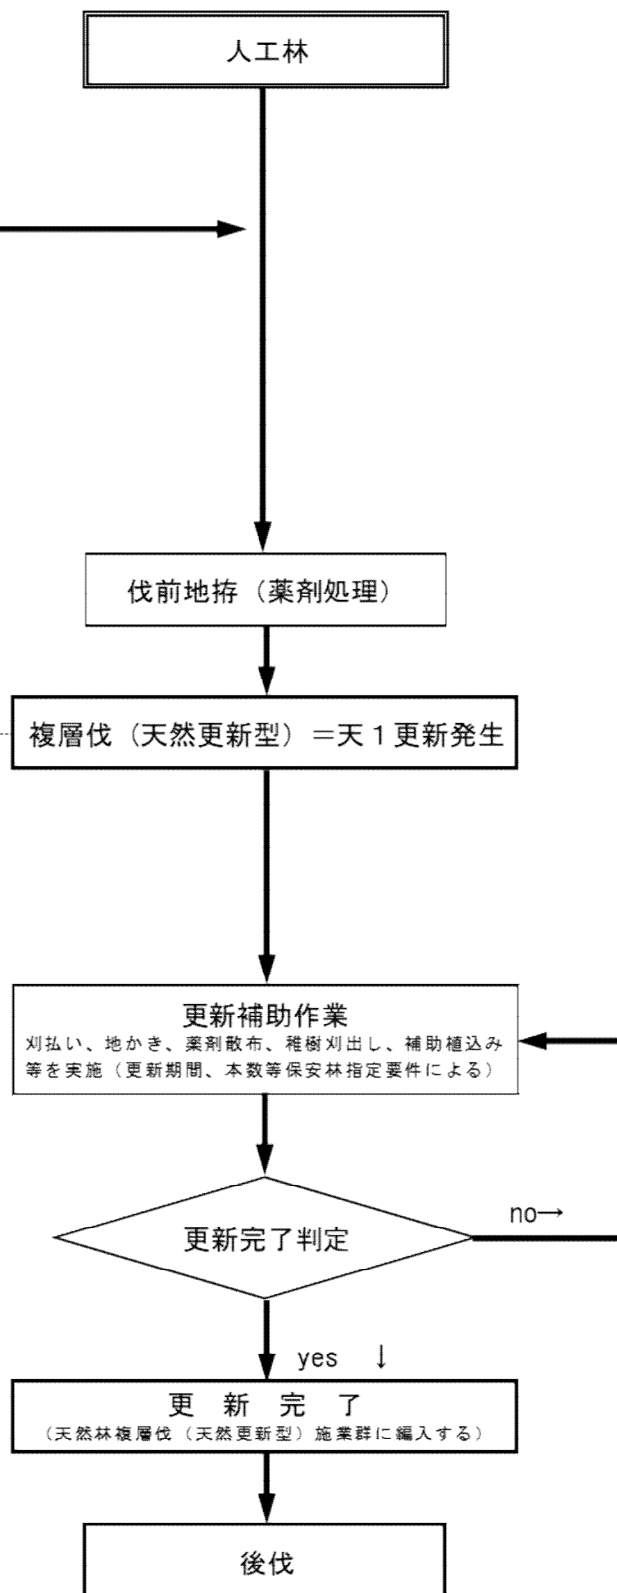 人工林
伐前地拵（薬剤処理）
複層伐（天然更新型）＝天１更新発生
更新補助作業
刈払い、地かき、薬剤散布、稚樹刈出し、補助植込み
等を実施（更新期間、本数等保安林指定要件による）
更新完了判定
no→
yes ↓
更 新 完 了
（天然林複層伐（天然更新型）施業群に編入する）
後伐